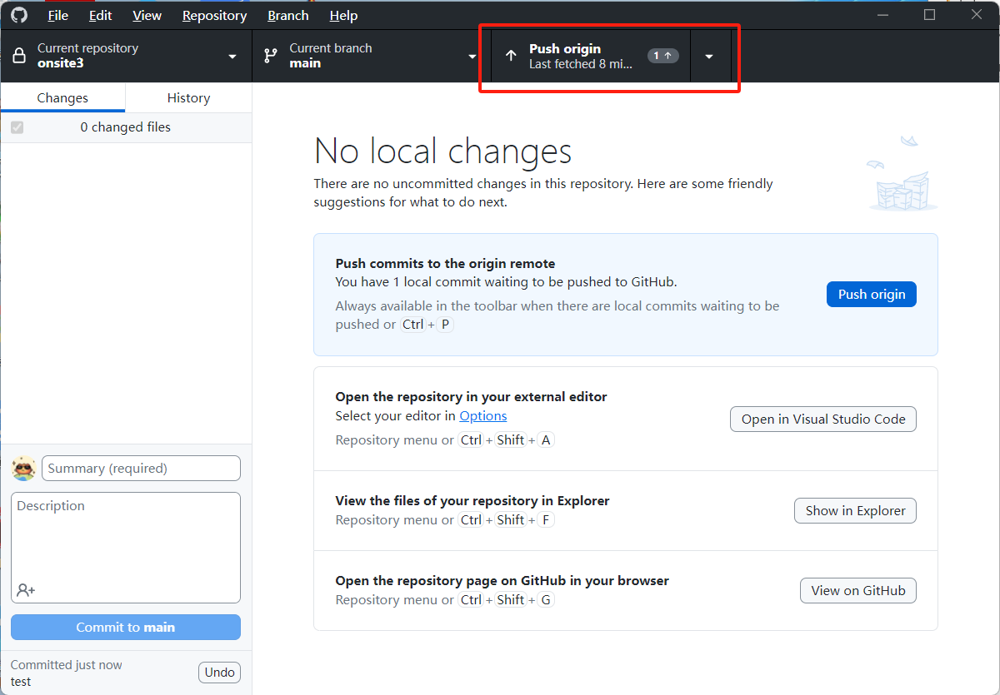 File Edit View Repository Branch Help
Current repository
onsite3
Current branch
main
Push origin
Last fetched 8 mi...
1
Changes
History
0 changed files
No local changes
There are no uncommitted changes in this repository. Here are some friendly
suggestions for what to do next.
Push commits to the origin remote
You have 1 local commit waiting to be pushed to GitHub.
Always available in the toolbar when there are local commits waiting to be
pushed or Ctrl + P
Push origin
Open the repository in your external editor
Select your editor in Options
Repository menu or Ctrl + Shift + A
Open in Visual Studio Code
View the files of your repository in Explorer
Repository menu or Ctrl + Shift + F
Show in Explorer
Open the repository page on GitHub in your browser
Repository menu or Ctrl + Shift + G
View on GitHub
Summary (required)
Description
Commit to main
Committed just now
test
Undo